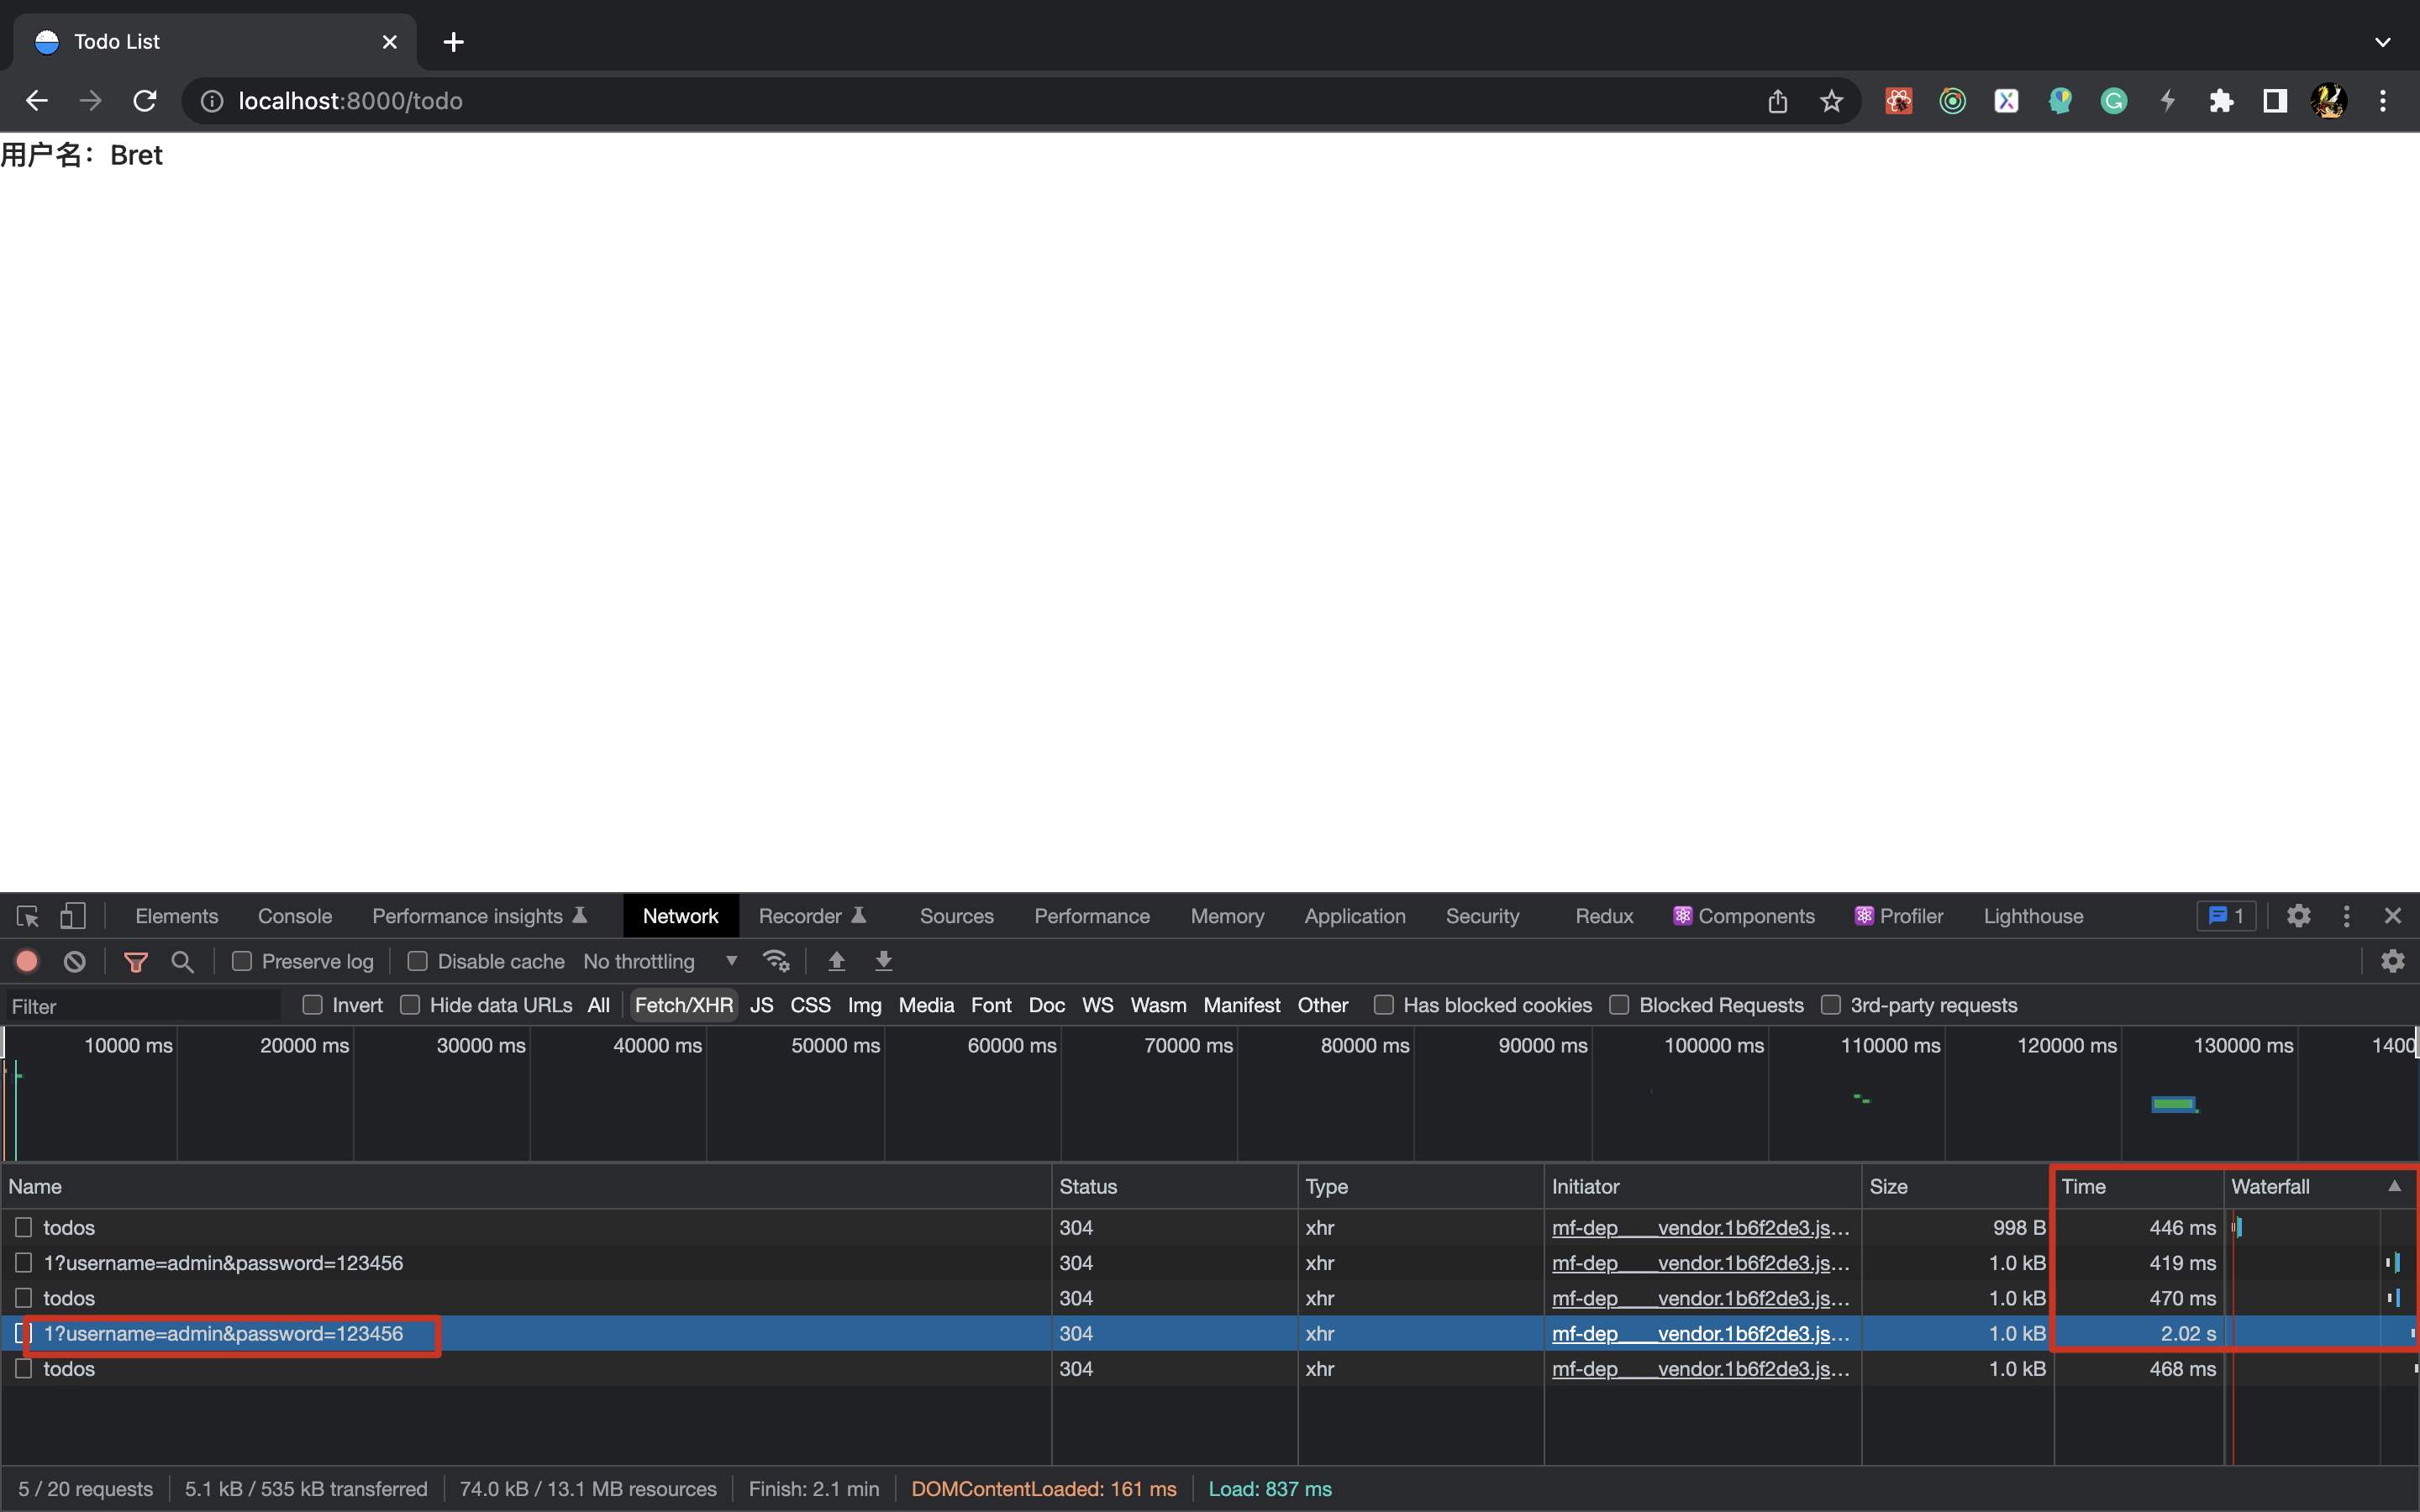 Todo List
localhost:8000/todo
用户名：Bret
Elements Console Performance insights Network Recorder Sources Performance Memory Application Security Redux Components Profiler Lighthouse 1
Preserve log Disable cache No throttling
Filter Invert Hide data URLs All Fetch/XHR JS CSS Img Media Font Doc WS Wasm Manifest Other Has blocked cookies Blocked Requests 3rd-party requests
10000 ms 20000 ms 30000 ms 40000 ms 50000 ms 60000 ms 70000 ms 80000 ms 90000 ms 100000 ms 110000 ms 120000 ms 130000 ms 1400
Name Status Type Initiator Size Time Waterfall
todos 304 xhr mf-dep____vendor.1b6f2de3.js… 998 B 446 ms
1?username=admin&password=123456 304 xhr mf-dep____vendor.1b6f2de3.js… 1.0 kB 419 ms
todos 304 xhr mf-dep____vendor.1b6f2de3.js… 1.0 kB 470 ms
1?username=admin&password=123456 304 xhr mf-dep____vendor.1b6f2de3.js… 1.0 kB 2.02 s
todos 304 xhr mf-dep____vendor.1b6f2de3.js… 1.0 kB 468 ms
5 / 20 requests 5.1 kB / 535 kB transferred 74.0 kB / 13.1 MB resources Finish: 2.1 min DOMContentLoaded: 161 ms Load: 837 ms